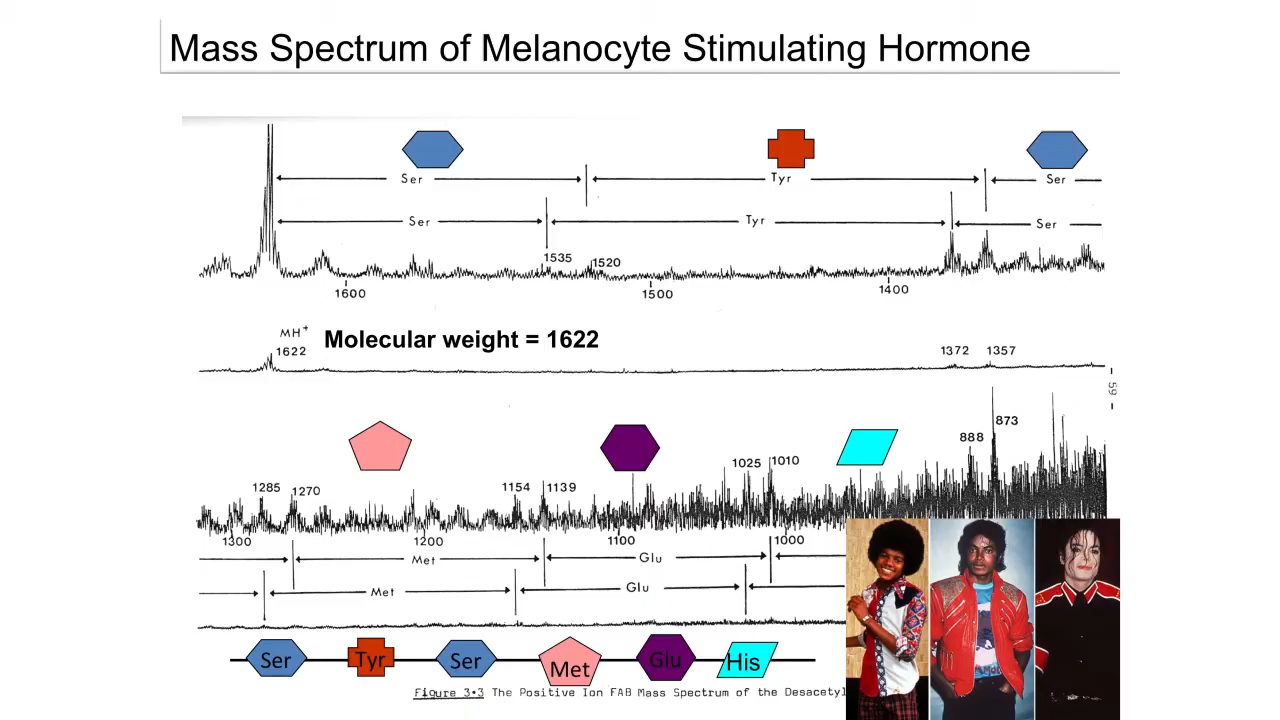 Mass Spectrum of Melanocyte Stimulating Hormone
Ser Tyr Ser
Ser Tyr Ser
1535 1520
1600 1500 1400
MH+
1622
Molecular weight = 1622
1372 1357
- 59 -
873
888
1025 1010
1285 1270 1154 1139
1300 1200 1100 1000
Met Glu
Met Glu
Ser Tyr Ser Met Glu His
Figure 3•3 The Positive Ion FAB Mass Spectrum of the Desacetyl